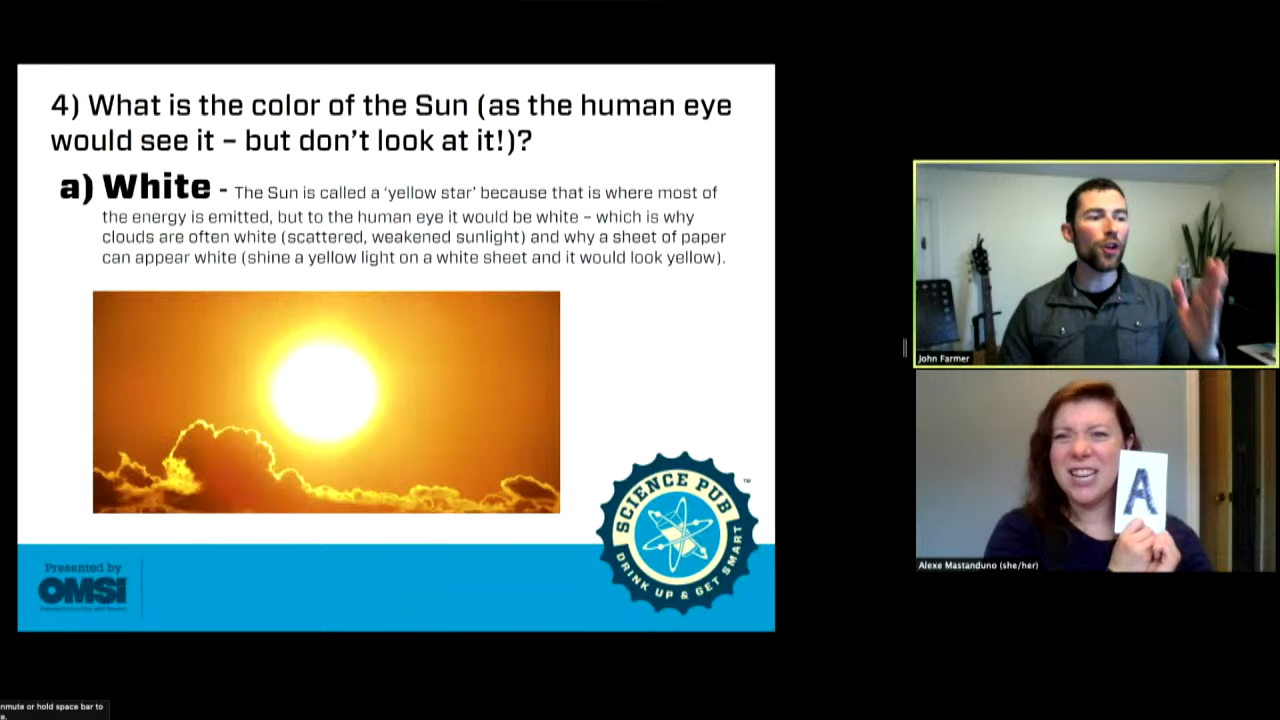 4) What is the color of the Sun (as the human eye
would see it – but don't look at it!)?
a) White - The Sun is called a 'yellow star' because that is where most of
the energy is emitted, but to the human eye it would be white – which is why
clouds are often white (scattered, weakened sunlight) and why a sheet of paper
can appear white (shine a yellow light on a white sheet and it would look yellow).
SCIENCE PUB
TM
DRINK UP & GET SMART
Presented by
OMSI
John Farmer
A
Alexe Mastanduno (she/her)
nmute or hold space bar to
e.